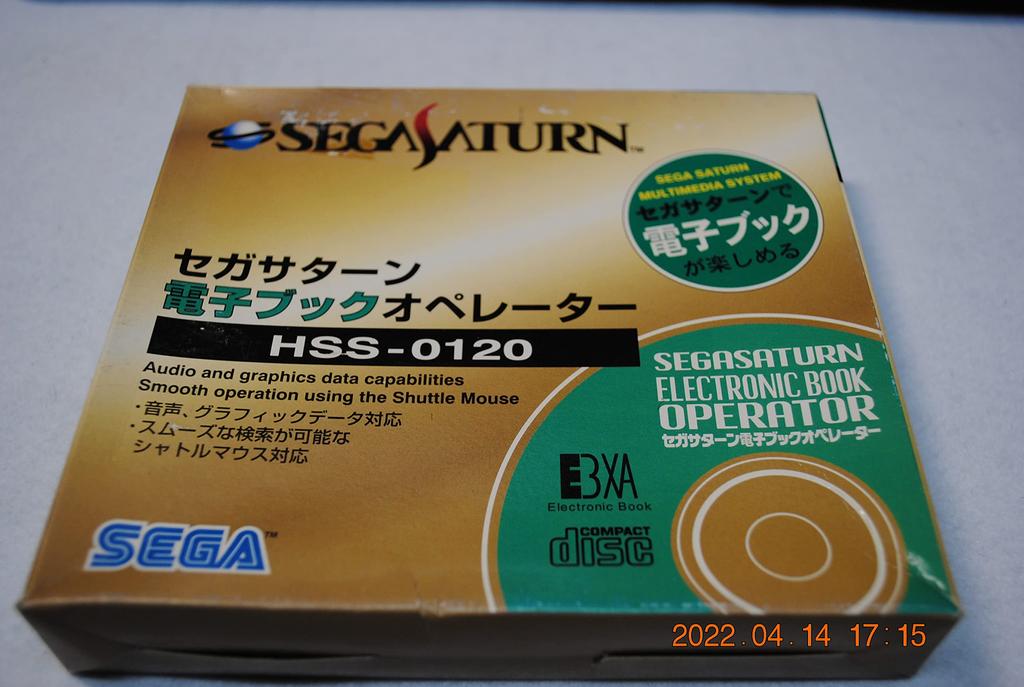 SEGASATURN™
SEGA SATURN
MULTIMEDIA SYSTEM
セガサターンで
電子ブック
が楽しめる
セガサターン
電子ブックオペレーター
HSS-0120
Audio and graphics data capabilities
Smooth operation using the Shuttle Mouse
・音声、グラフィックデータ対応
・スムーズな検索が可能な
シャトルマウス対応
SEGASATURN
ELECTRONIC BOOK
OPERATOR
セガサターン電子ブックオペレーター
EBXA
Electronic Book
COMPACT
disc
SEGA™
2022.04.14 17:15